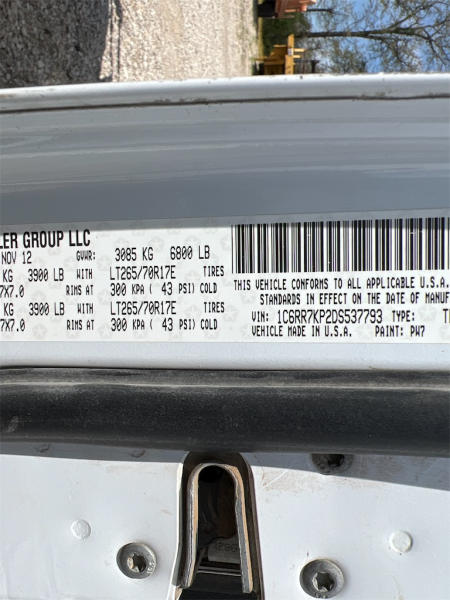 LER GROUP LLC
NOV 12 GVWR: 3085 KG 6800 LB
KG 3900 LB WITH LT265/70R17E TIRES
7X7.0 RIMS AT 300 KPA ( 43 PSI) COLD
KG 3900 LB WITH LT265/70R17E TIRES
7X7.0 RIMS AT 300 KPA ( 43 PSI) COLD
THIS VEHICLE CONFORMS TO ALL APPLICABLE U.S.A.
STANDARDS IN EFFECT ON THE DATE OF MANUF
VIN: 1C6RR7KP2DS537793 TYPE: 
VEHICLE MADE IN U.S.A. PAINT: PW7